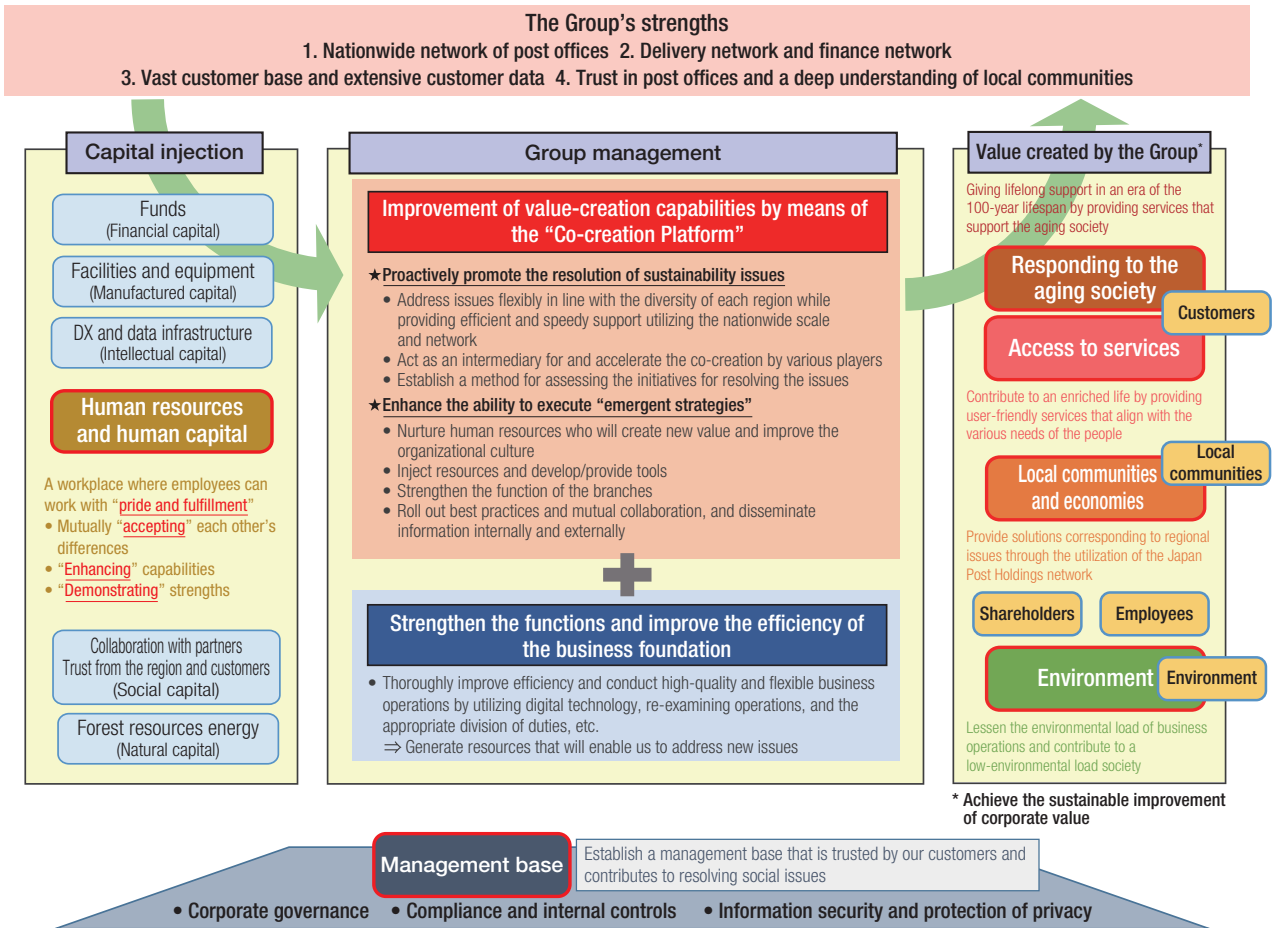 The Group's strengths
1. Nationwide network of post offices 2. Delivery network and finance network
3. Vast customer base and extensive customer data 4. Trust in post offices and a deep understanding of local communities
Capital injection
Funds
(Financial capital)
Facilities and equipment
(Manufactured capital)
DX and data infrastructure
(Intellectual capital)
Human resources
and human capital
A workplace where employees can
work with “pride and fulfillment”
• Mutually “accepting” each other's
differences
• “Enhancing” capabilities
• “Demonstrating” strengths
Collaboration with partners
Trust from the region and customers
(Social capital)
Forest resources energy
(Natural capital)
Group management
Improvement of value-creation capabilities by means of
the “Co-creation Platform”
★Proactively promote the resolution of sustainability issues
• Address issues flexibly in line with the diversity of each region while
providing efficient and speedy support utilizing the nationwide scale
and network
• Act as an intermediary for and accelerate the co-creation by various players
• Establish a method for assessing the initiatives for resolving the issues
★Enhance the ability to execute “emergent strategies”
• Nurture human resources who will create new value and improve the
organizational culture
• Inject resources and develop/provide tools
• Strengthen the function of the branches
• Roll out best practices and mutual collaboration, and disseminate
information internally and externally
Strengthen the functions and improve the efficiency of
the business foundation
• Thoroughly improve efficiency and conduct high-quality and flexible business
operations by utilizing digital technology, re-examining operations, and the
appropriate division of duties, etc.
⇒ Generate resources that will enable us to address new issues
Value created by the Group*
Giving lifelong support in an era of the
100-year lifespan by providing services that
support the aging society
Responding to the
aging society
Customers
Access to services
Contribute to an enriched life by providing
user-friendly services that align with the
various needs of the people
Local
communities
Local communities
and economies
Provide solutions corresponding to regional
issues through the utilization of the Japan
Post Holdings network
Shareholders
Employees
Environment
Environment
Lessen the environmental load of business
operations and contribute to a
low-environmental load society
* Achieve the sustainable improvement
of corporate value
Management base
Establish a management base that is trusted by our customers and
contributes to resolving social issues
• Corporate governance • Compliance and internal controls • Information security and protection of privacy